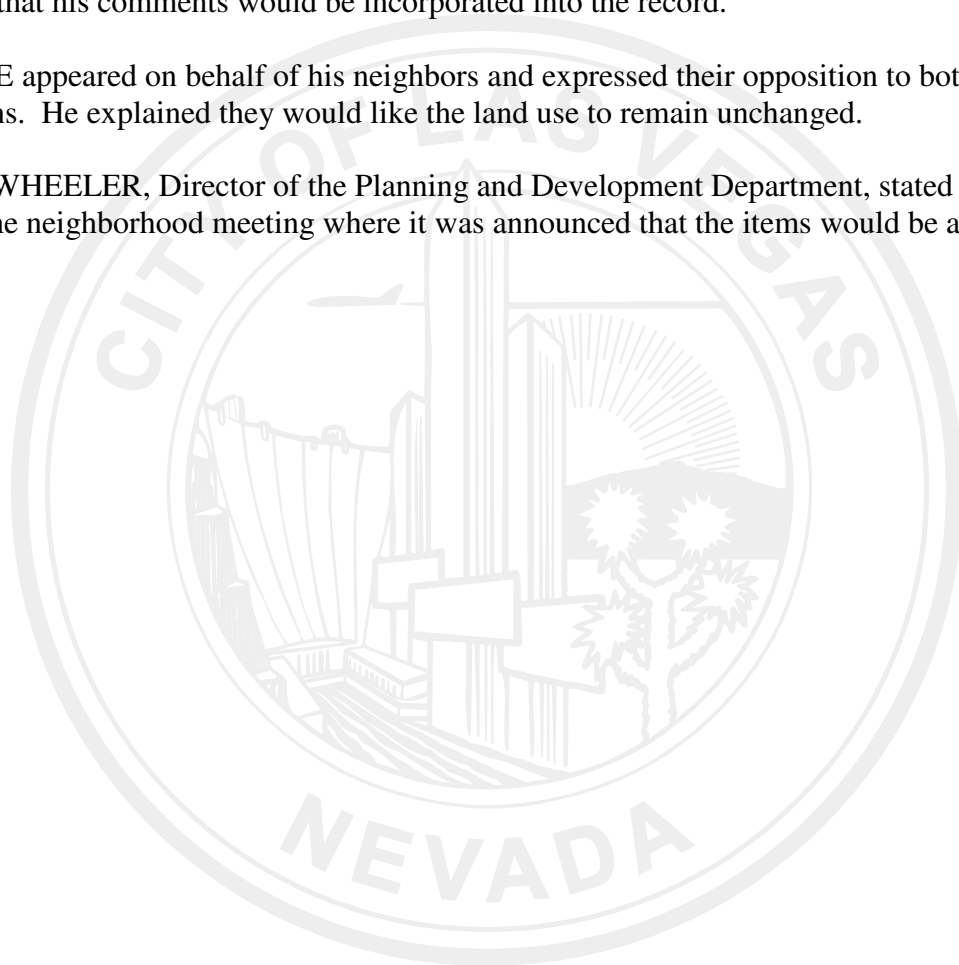 that his comments would be incorporated into the record.
E appeared on behalf of his neighbors and expressed their opposition to bot
ns. He explained they would like the land use to remain unchanged.
WHEELER, Director of the Planning and Development Department, stated
ne neighborhood meeting where it was announced that the items would be a
CITY OF LAS VEGAS
NEVADA